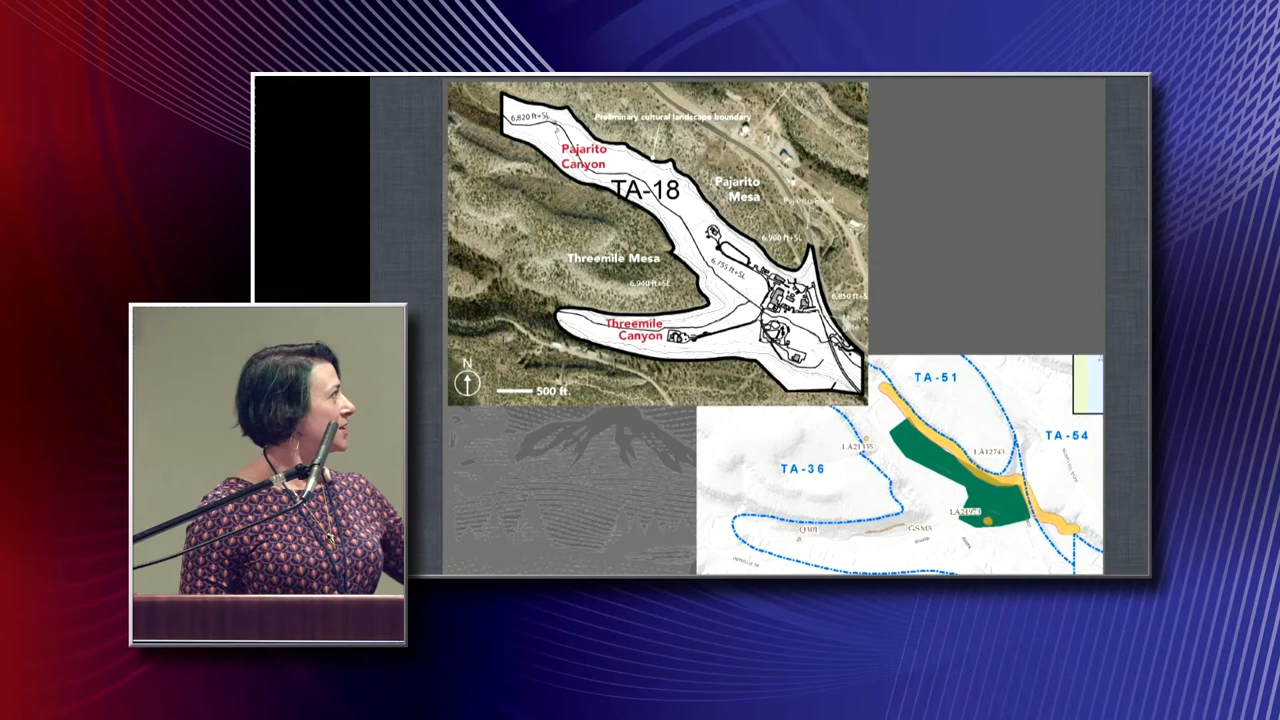 6,820 ft+SL
Preliminary cultural landscape boundary
Pajarito
Canyon
TA-18
Pajarito
Mesa
Pajarito Road
6,900 ft+SL
Threemile Mesa
6,755 ft+SL
6,940 ft+SL
6,850 ft+S
Threemile
Canyon
N
500 ft.
TA-51
TA-54
LA12743
TA-36
Q301